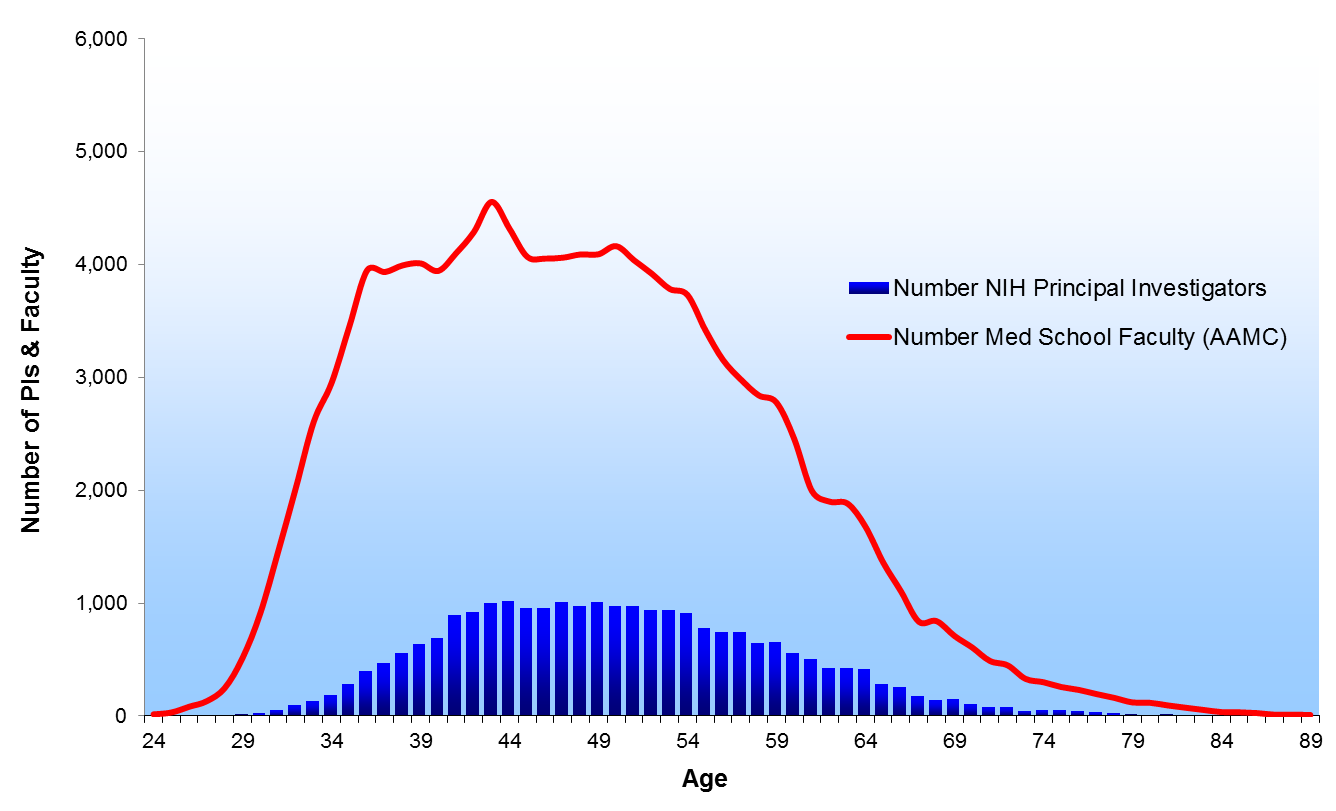 6,000
5,000
4,000
3,000
2,000
1,000
0
Number of PIs & Faculty
Number NIH Principal Investigators
Number Med School Faculty (AAMC)
24 29 34 39 44 49 54 59 64 69 74 79 84 89
Age